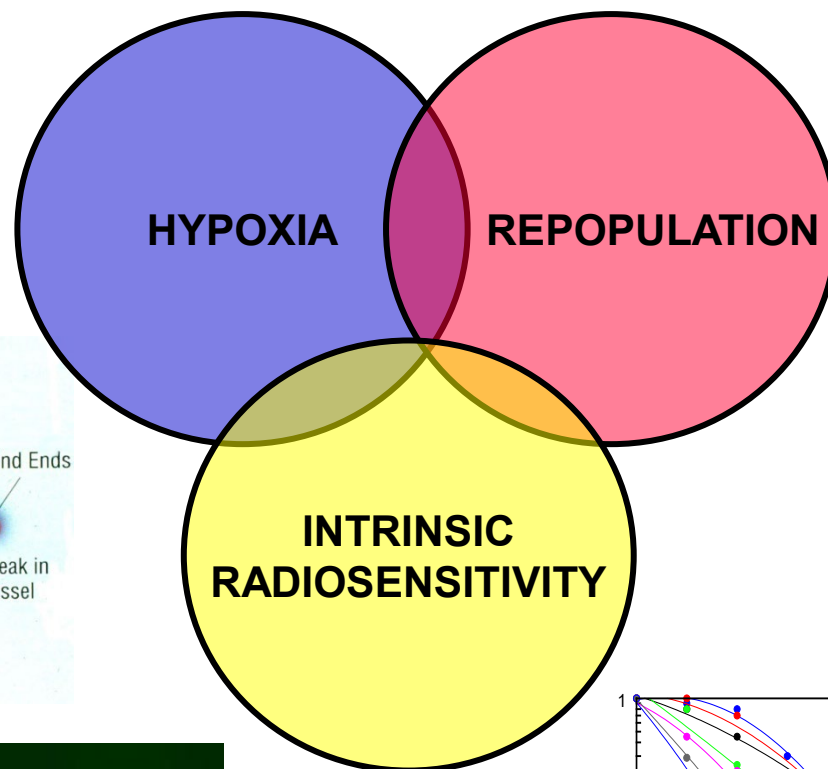 HYPOXIA
REPOPULATION
nd Ends
eak in
ssel
INTRINSIC
RADIOSENSITIVITY
1